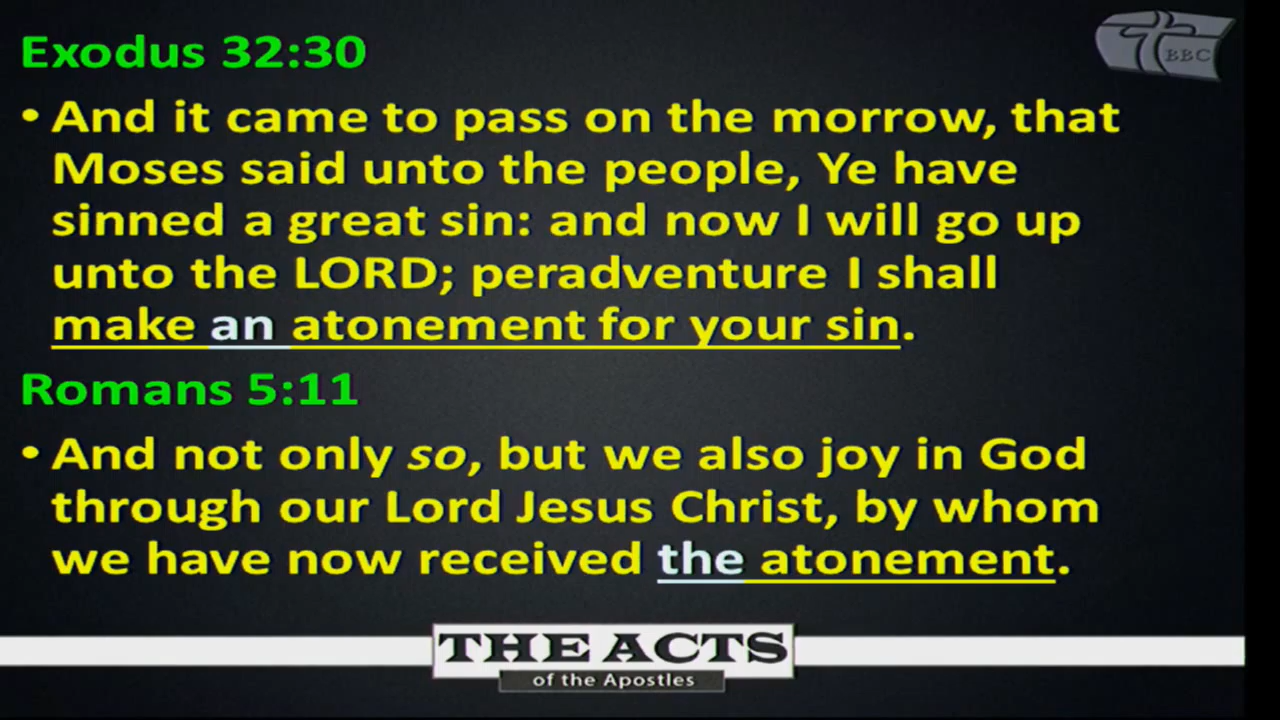 Exodus 32:30
BBC
• And it came to pass on the morrow, that
Moses said unto the people, Ye have
sinned a great sin: and now I will go up
unto the LORD; peradventure I shall
make an atonement for your sin.
Romans 5:11
• And not only so, but we also joy in God
through our Lord Jesus Christ, by whom
we have now received the atonement.
THE ACTS
of the Apostles